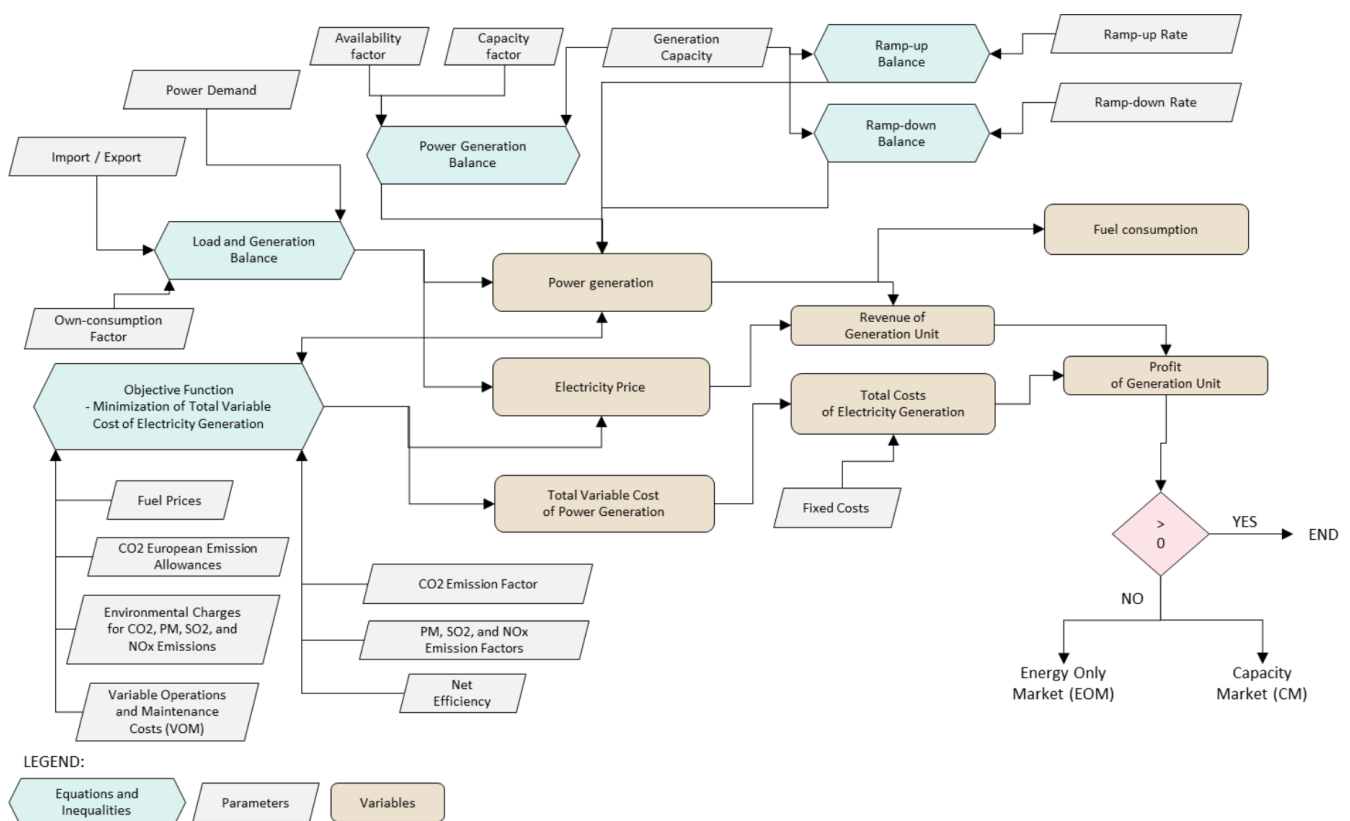 Availability
factor
Capacity
factor
Generation
Capacity
Ramp-up
Balance
Ramp-up Rate
Power Demand
Ramp-down
Balance
Ramp-down Rate
Import / Export
Power Generation
Balance
Load and Generation
Balance
Fuel consumption
Power generation
Own-consumption
Factor
Revenue of
Generation Unit
Objective Function
- Minimization of Total Variable
Cost of Electricity Generation
Electricity Price
Total Costs
of Electricity Generation
Profit
of Generation Unit
Fuel Prices
Total Variable Cost
of Power Generation
Fixed Costs
>
0
YES
END
NO
CO2 European Emission
Allowances
CO2 Emission Factor
Environmental Charges
for CO2, PM, SO2, and
NOx Emissions
PM, SO2, and NOx
Emission Factors
Variable Operations
and Maintenance
Costs (VOM)
Net
Efficiency
Energy Only
Market (EOM)
Capacity
Market (CM)
LEGEND:
Equations and
Inequalities
Parameters
Variables